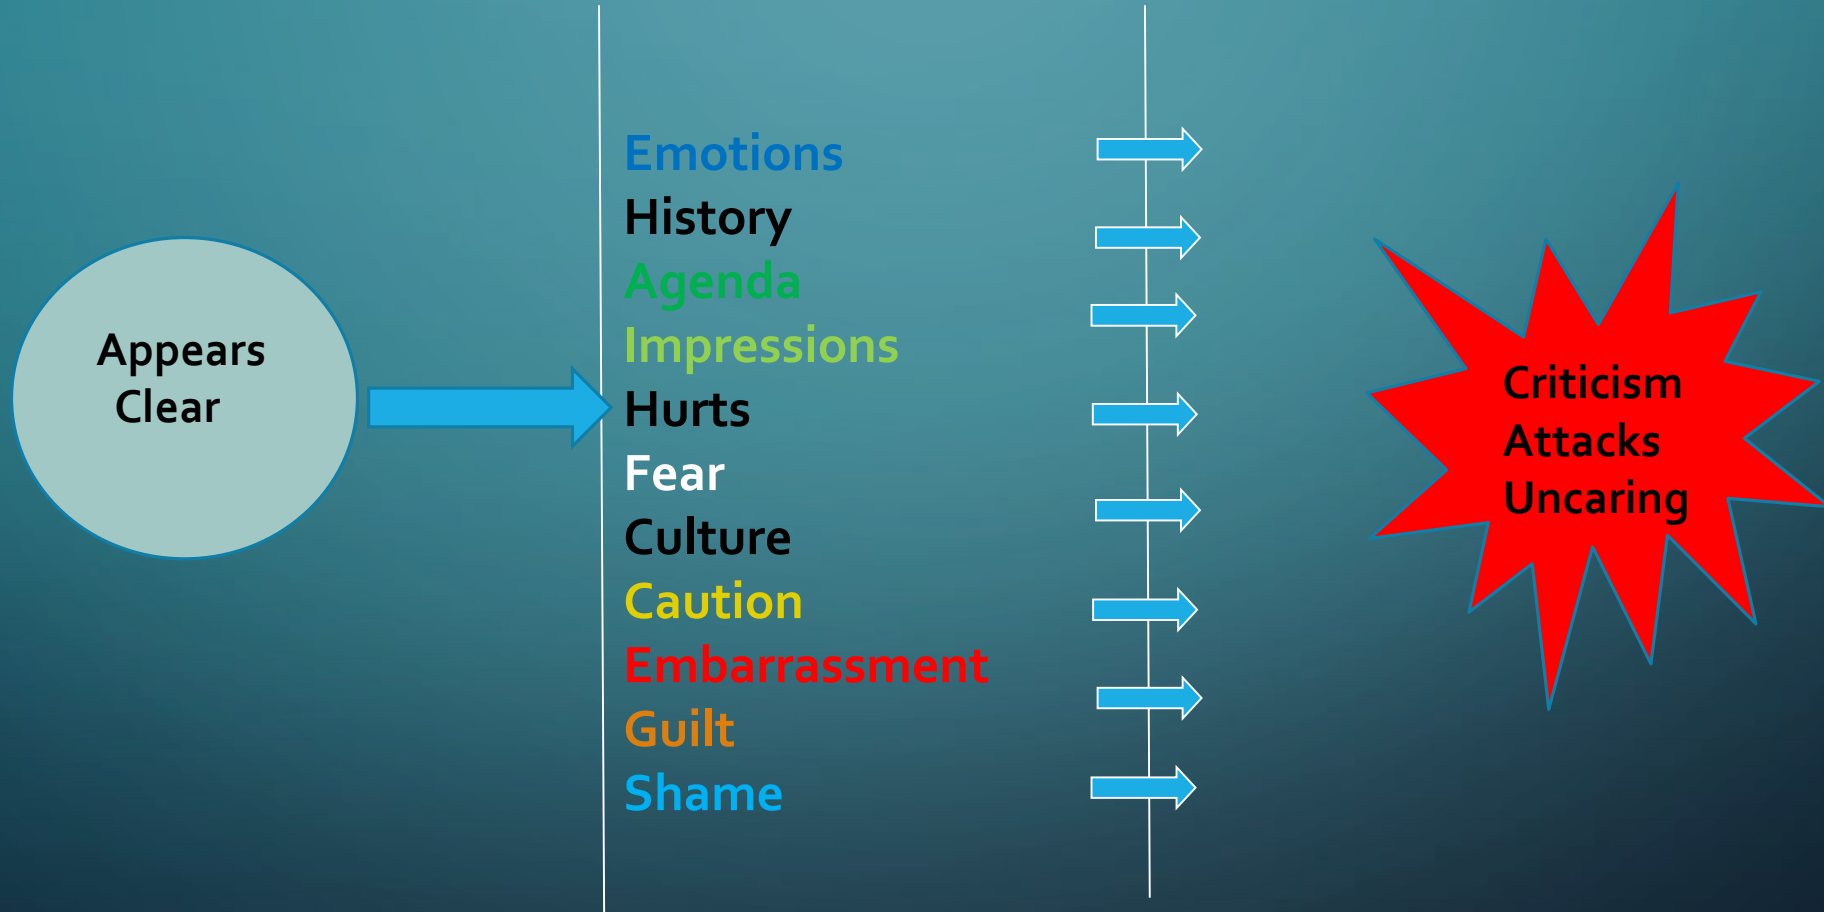 Appears
Clear
Emotions
History
Agenda
Impressions
Hurts
Fear
Culture
Caution
Embarrassment
Guilt
Shame
Criticism
Attacks
Uncaring